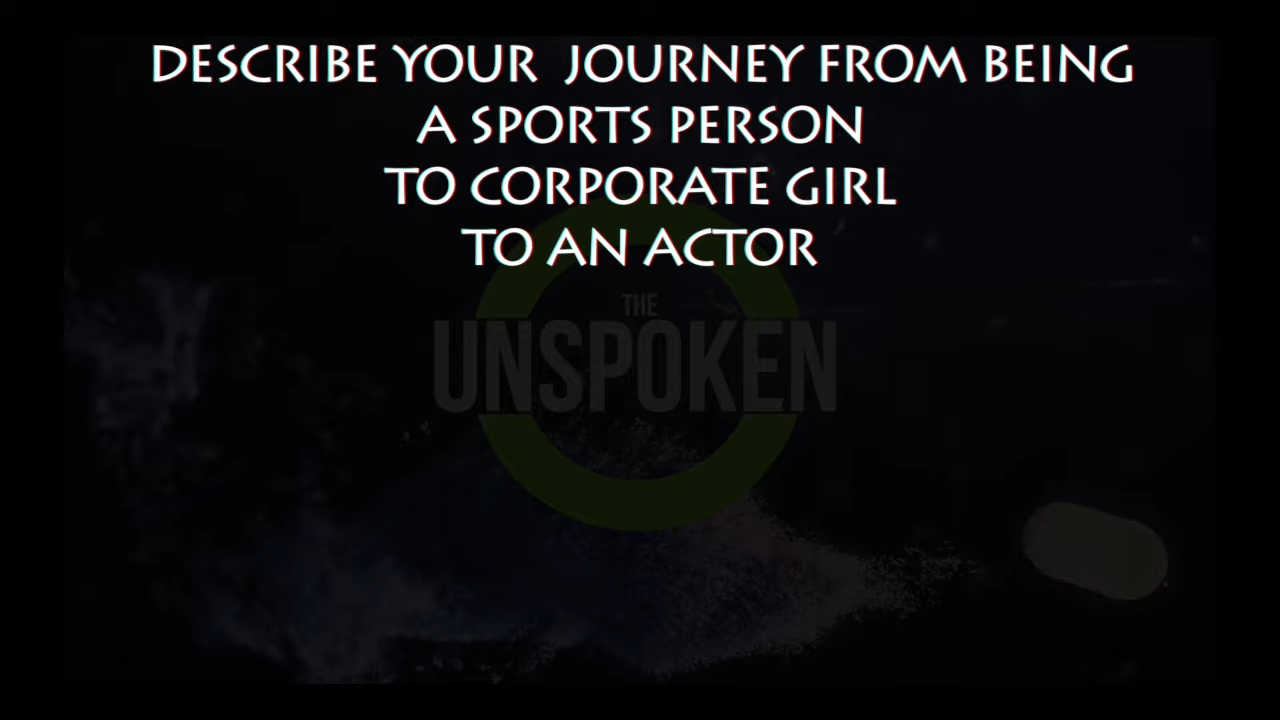 DESCRIBE YOUR JOURNEY FROM BEING
A SPORTS PERSON
TO CORPORATE GIRL
TO AN ACTOR
THE
UNSPOKEN